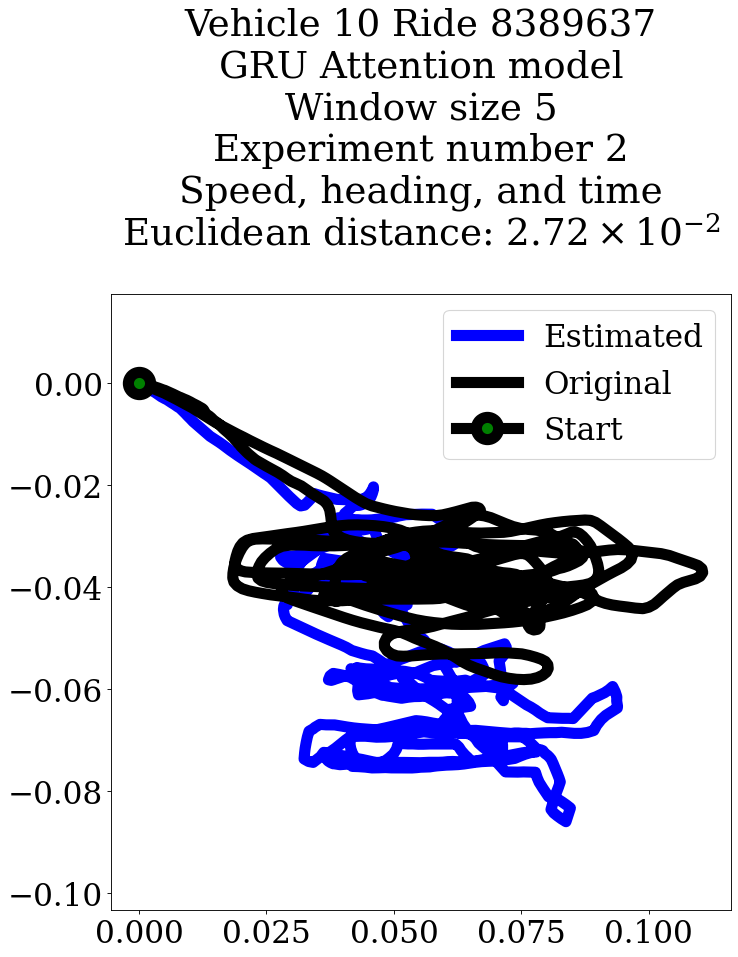 Vehicle 10 Ride 8389637
GRU Attention model
Window size 5
Experiment number 2
Speed, heading, and time
Euclidean distance: 2.72 × 10⁻²
Estimated
Original
Start
0.00
−0.02
−0.04
−0.06
−0.08
−0.10
0.000 0.025 0.050 0.075 0.100